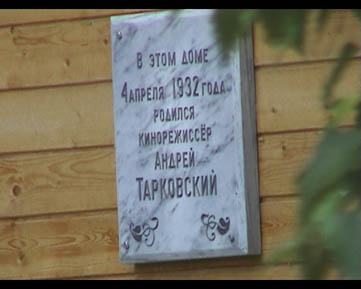 В ЭТОМ ДОМЕ
4 АПРЕЛЯ 1932 ГОДА
РОДИЛСЯ
КИНОРЕЖИССЁР
АНДРЕЙ
ТАРКОВСКИЙ